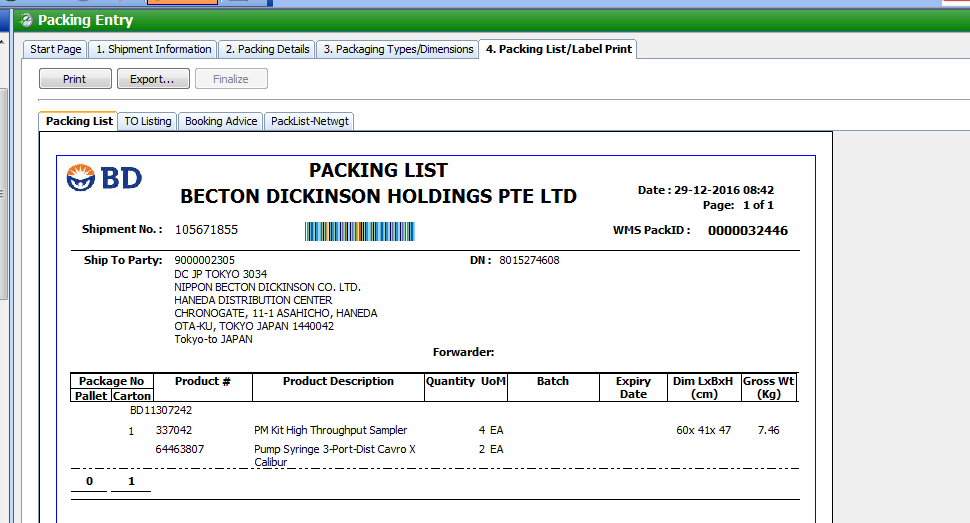 Packing Entry
Start Page 1. Shipment Information 2. Packing Details 3. Packaging Types/Dimensions 4. Packing List/Label Print
Print Export... Finalize
Packing List TO Listing Booking Advice PackList-Netwgt
BD PACKING LIST
BECTON DICKINSON HOLDINGS PTE LTD
Date : 29-12-2016 08:42
Page: 1 of 1
Shipment No. : 105671855 WMS PackID : 0000032446
Ship To Party: 9000002305 DN : 8015274608
DC JP TOKYO 3034
NIPPON BECTON DICKINSON CO. LTD.
HANEDA DISTRIBUTION CENTER
CHRONOGATE, 11-1 ASAHICHO, HANEDA
OTA-KU, TOKYO JAPAN 1440042
Tokyo-to JAPAN
Forwarder:
Package No Product # Product Description Quantity UoM Batch Expiry Dim LxBxH Gross Wt
Pallet Carton Date (cm) (Kg)
BD11307242
1 337042 PM Kit High Throughput Sampler 4 EA 60x 41x 47 7.46
64463807 Pump Syringe 3-Port-Dist Cavro X 2 EA
Calibur
0 1